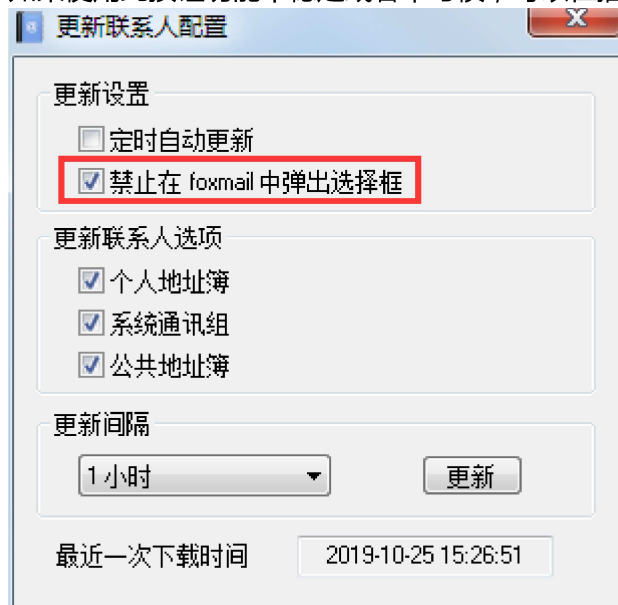 更新联系人配置
更新设置
定时自动更新
禁止在 foxmail 中弹出选择框
更新联系人选项
个人地址簿
系统通讯组
公共地址簿
更新间隔
1 小时 更新
最近一次下载时间 2019-10-25 15:26:51